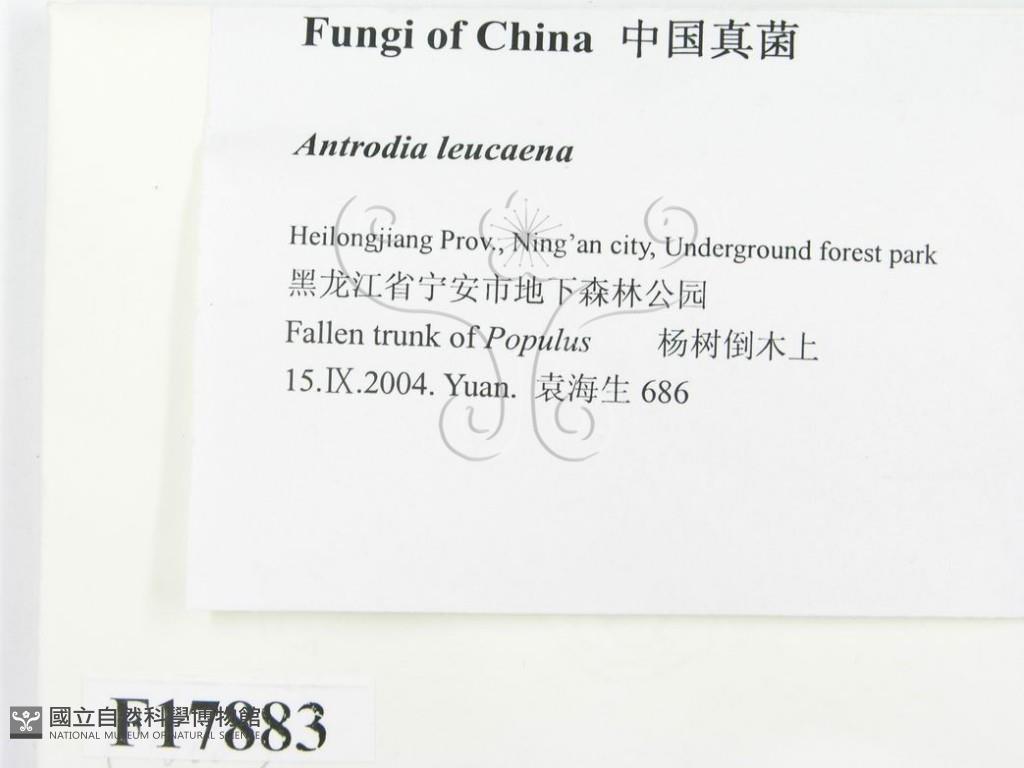 Fungi of China 中国真菌
Antrodia leucaena
Heilongjiang Prov., Ning'an city, Underground forest park
黑龙江省宁安市地下森林公园
Fallen trunk of Populus 杨树倒木上
15.Ⅸ.2004. Yuan. 袁海生 686
F17883
國立自然科學博物館
NATIONAL MUSEUM OF NATURAL SCIENCE